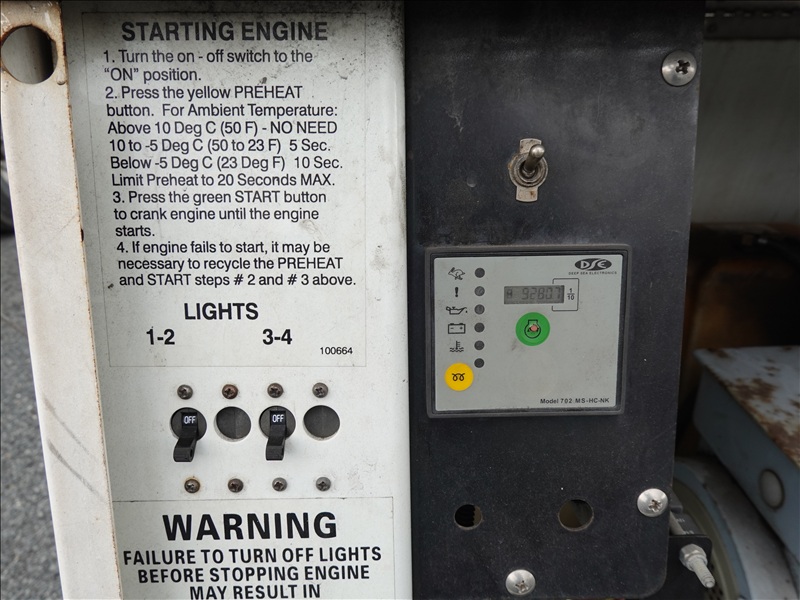 STARTING ENGINE
1. Turn the on - off switch to the
“ON” position.
2. Press the yellow PREHEAT
button. For Ambient Temperature:
Above 10 Deg C (50 F) - NO NEED
10 to -5 Deg C (50 to 23 F) 5 Sec.
Below -5 Deg C (23 Deg F) 10 Sec.
Limit Preheat to 20 Seconds MAX.
3. Press the green START button
to crank engine until the engine
starts.
4. If engine fails to start, it may be
necessary to recycle the PREHEAT
and START steps # 2 and # 3 above.
LIGHTS
1-2 3-4
100664
OFF OFF
WARNING
FAILURE TO TURN OFF LIGHTS
BEFORE STOPPING ENGINE
MAY RESULT IN
DSE
DEEP SEA ELECTRONICS
H 9280.7 1/10
Model 702 MS-HC-NK